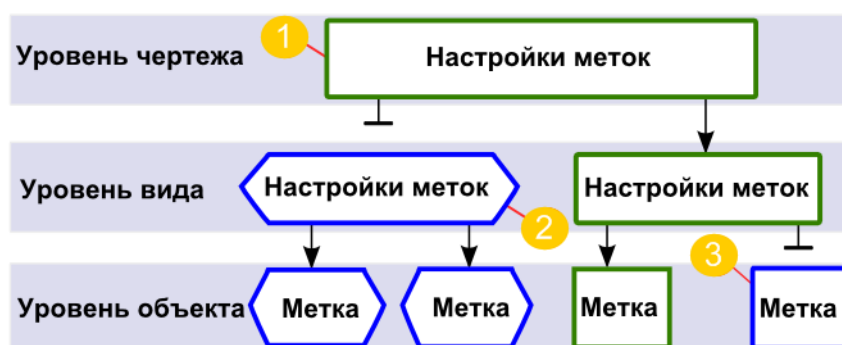 1
Уровень чертежа
Настройки меток
Уровень вида
Настройки меток
Настройки меток
2
3
Уровень объекта
Метка
Метка
Метка
Метка